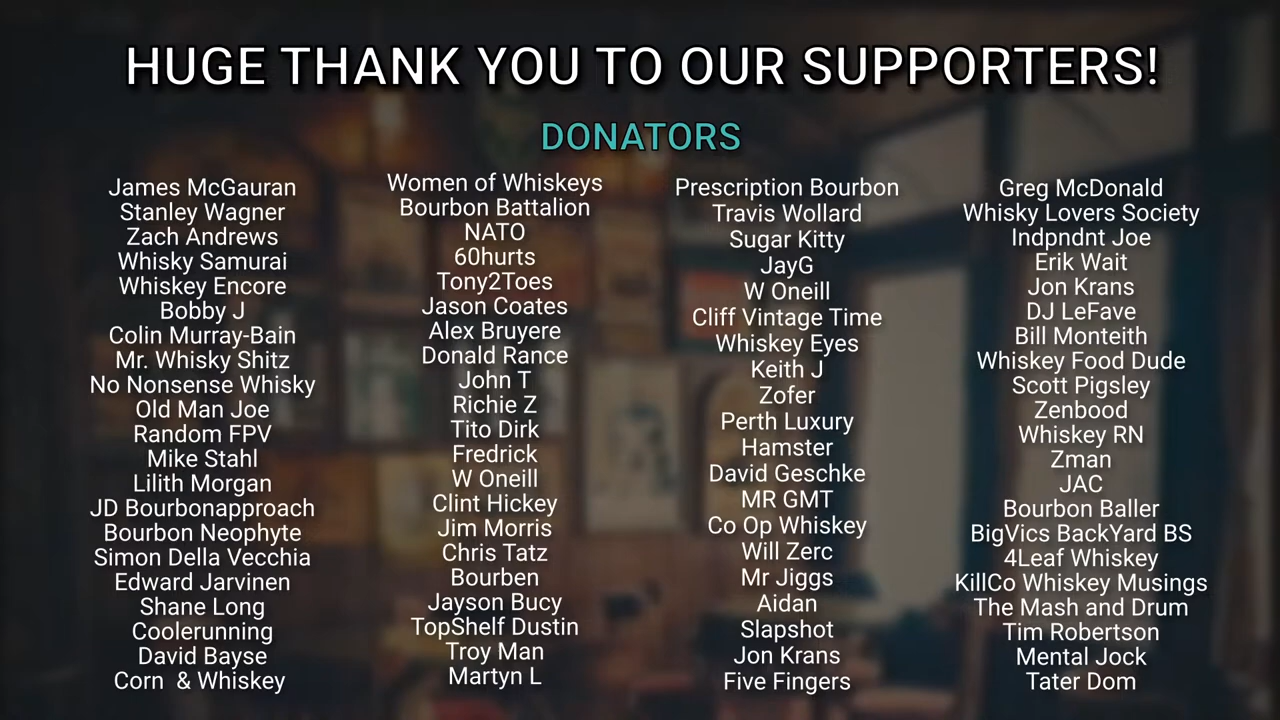 HUGE THANK YOU TO OUR SUPPORTERS!
DONATORS
James McGauran
Stanley Wagner
Zach Andrews
Whisky Samurai
Whiskey Encore
Bobby J
Colin Murray-Bain
Mr. Whisky Shitz
No Nonsense Whisky
Old Man Joe
Random FPV
Mike Stahl
Lilith Morgan
JD Bourbonapproach
Bourbon Neophyte
Simon Della Vecchia
Edward Jarvinen
Shane Long
Coolerunning
David Bayse
Corn  & Whiskey
Women of Whiskeys
Bourbon Battalion
NATO
60hurts
Tony2Toes
Jason Coates
Alex Bruyere
Donald Rance
John T
Richie Z
Tito Dirk
Fredrick
W Oneill
Clint Hickey
Jim Morris
Chris Tatz
Bourben
Jayson Bucy
TopShelf Dustin
Troy Man
Martyn L
Prescription Bourbon
Travis Wollard
Sugar Kitty
JayG
W Oneill
Cliff Vintage Time
Whiskey Eyes
Keith J
Zofer
Perth Luxury
Hamster
David Geschke
MR GMT
Co Op Whiskey
Will Zerc
Mr Jiggs
Aidan
Slapshot
Jon Krans
Five Fingers
Greg McDonald
Whisky Lovers Society
Indpndnt Joe
Erik Wait
Jon Krans
DJ LeFave
Bill Monteith
Whiskey Food Dude
Scott Pigsley
Zenbood
Whiskey RN
Zman
JAC
Bourbon Baller
BigVics BackYard BS
4Leaf Whiskey
KillCo Whiskey Musings
The Mash and Drum
Tim Robertson
Mental Jock
Tater Dom